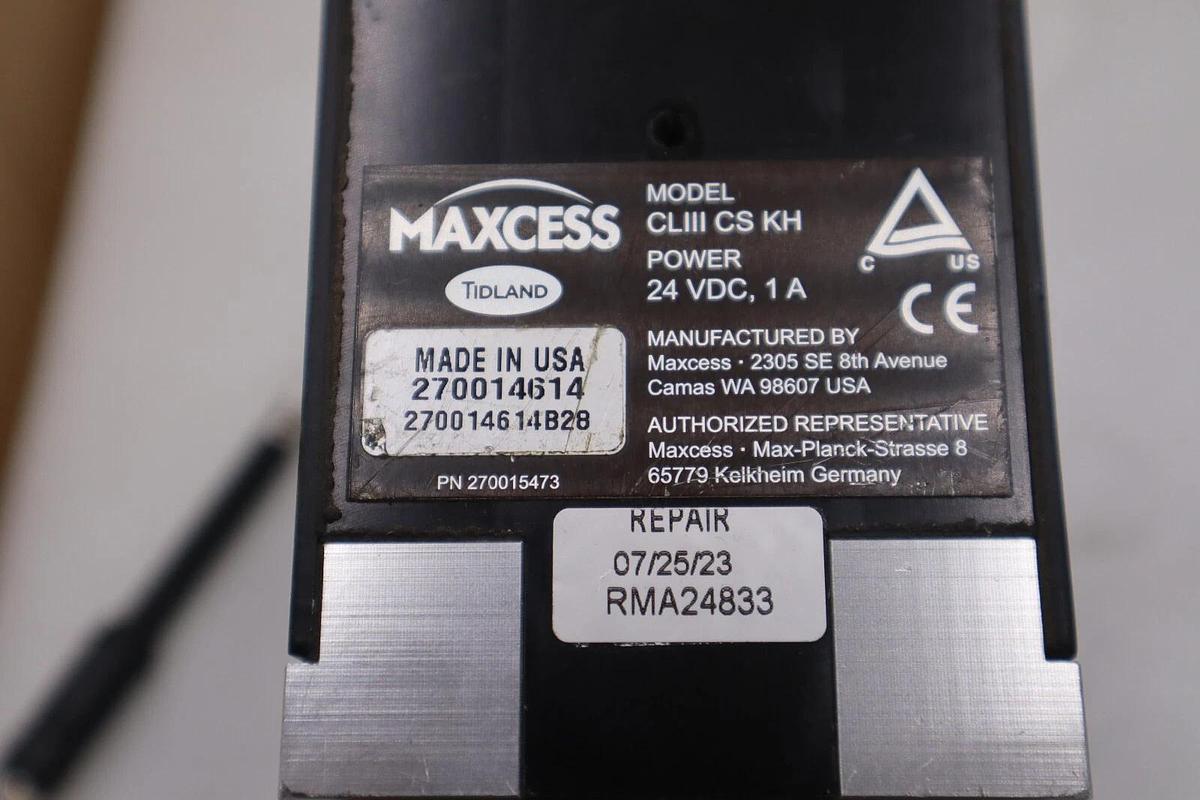 MAXCESS
TIDLAND
MADE IN USA
270014614
270014614B28
PN 270015473
MODEL
CLIII CS KH
POWER
24 VDC, 1 A
MANUFACTURED BY
Maxcess · 2305 SE 8th Avenue
Camas WA 98607 USA
AUTHORIZED REPRESENTATIVE
Maxcess · Max-Planck-Strasse 8
65779 Kelkheim Germany
C US
CE
REPAIR
07/25/23
RMA24833